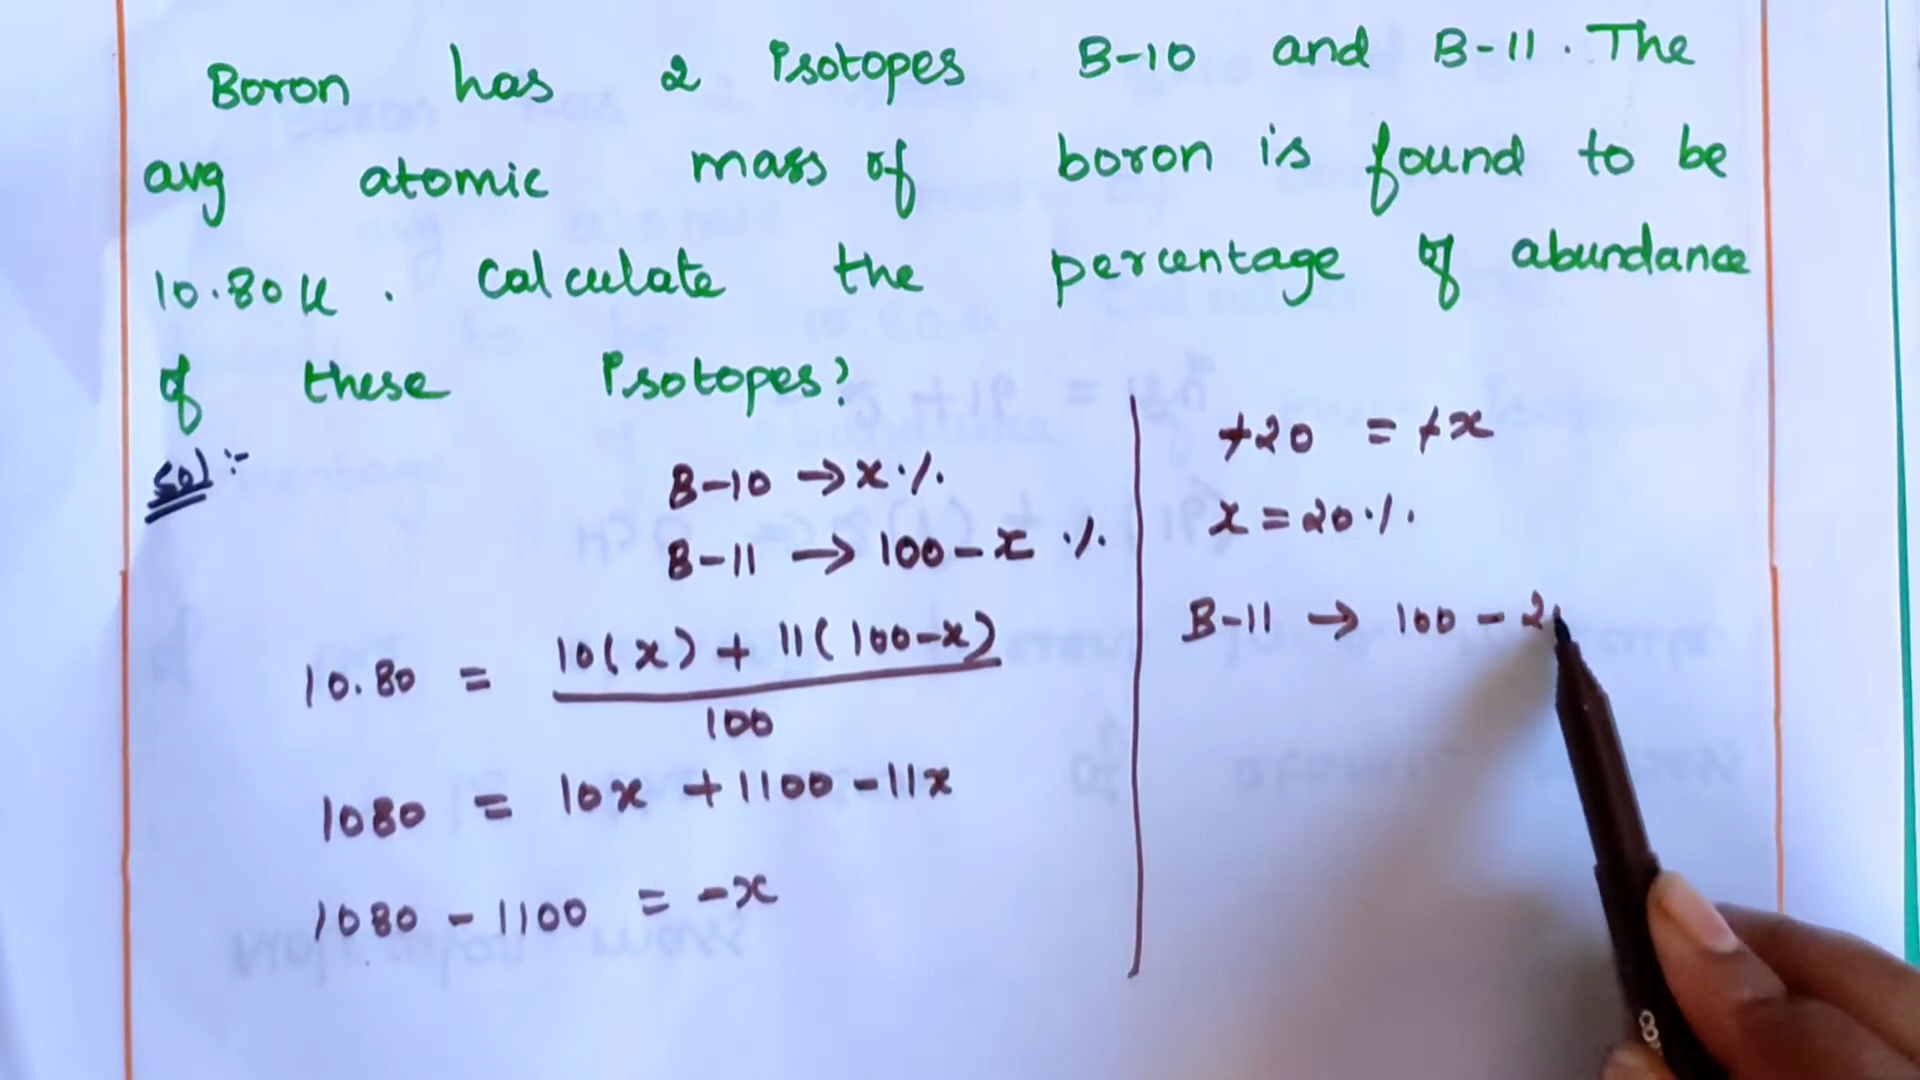 Boron has 2 isotopes B-10 and B-11. The
avg atomic mass of boron is found to be
10.80u. Calculate the percentage of abundance
of these isotopes?
Sol:-
B-10 → x%
B-11 → 100-x %
10.80 = 10(x) + 11(100-x)
100
1080 = 10x + 1100 - 11x
1080 - 1100 = -x
-20 = -x
x = 20%.
B-11 → 100 - 2
8